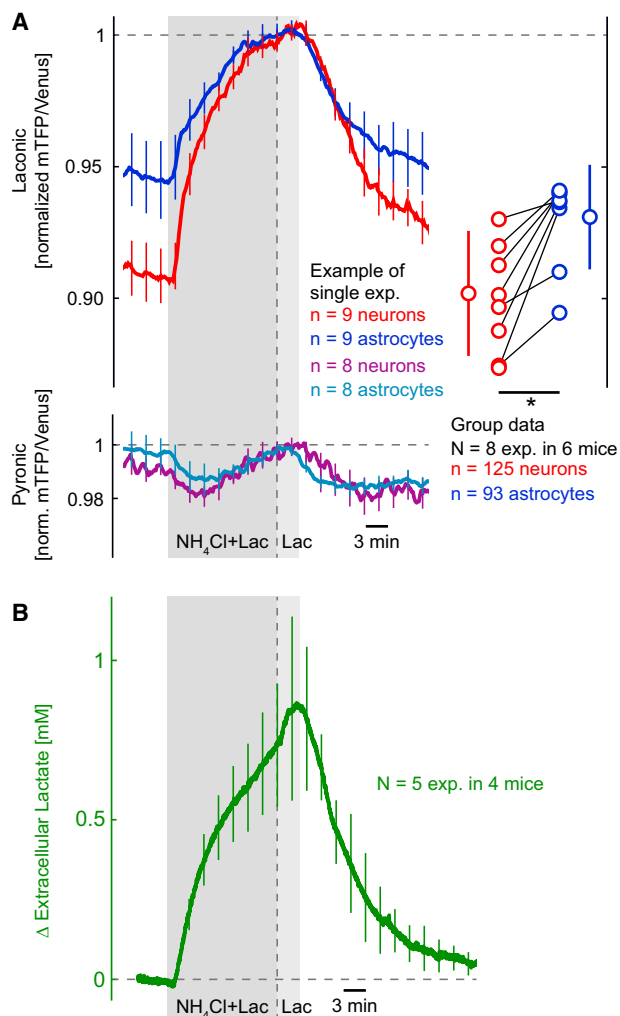 A
Laconic
[normalized mTFP/Venus]
1
0.95
0.90
Example of
single exp.
n = 9 neurons
n = 9 astrocytes
n = 8 neurons
n = 8 astrocytes
*
Group data
N = 8 exp. in 6 mice
n = 125 neurons
n = 93 astrocytes
Pyronic
[norm. mTFP/Venus]
1
0.98
NH₄Cl+Lac
Lac
3 min
B
Δ Extracellular Lactate [mM]
1
0.5
0
N = 5 exp. in 4 mice
NH₄Cl+Lac
Lac
3 min